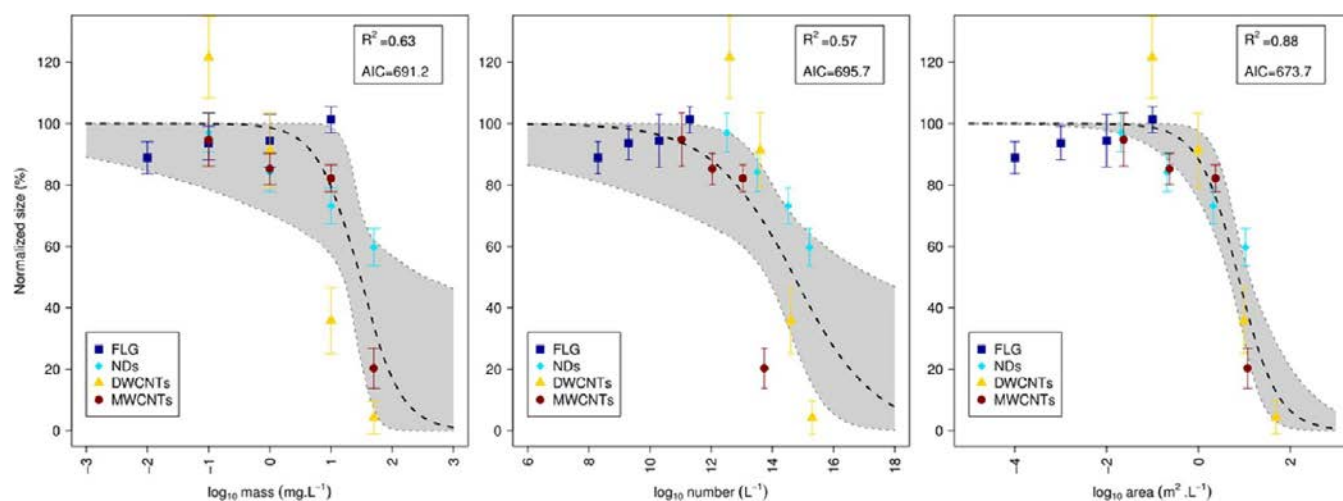 Normalized size (%)
120
100
80
60
40
20
0
R²=0.63
AIC=691.2
FLG
NDs
DWCNTs
MWCNTs
−3 −2 −1 0 1 2 3
log₁₀ mass (mg.L⁻¹)
120
100
80
60
40
20
0
R²=0.57
AIC=695.7
FLG
NDs
DWCNTs
MWCNTs
6 8 10 12 14 16 18
log₁₀ number (L⁻¹)
120
100
80
60
40
20
0
R²=0.88
AIC=673.7
FLG
NDs
DWCNTs
MWCNTs
−4 −2 0 2
log₁₀ area (m².L⁻¹)